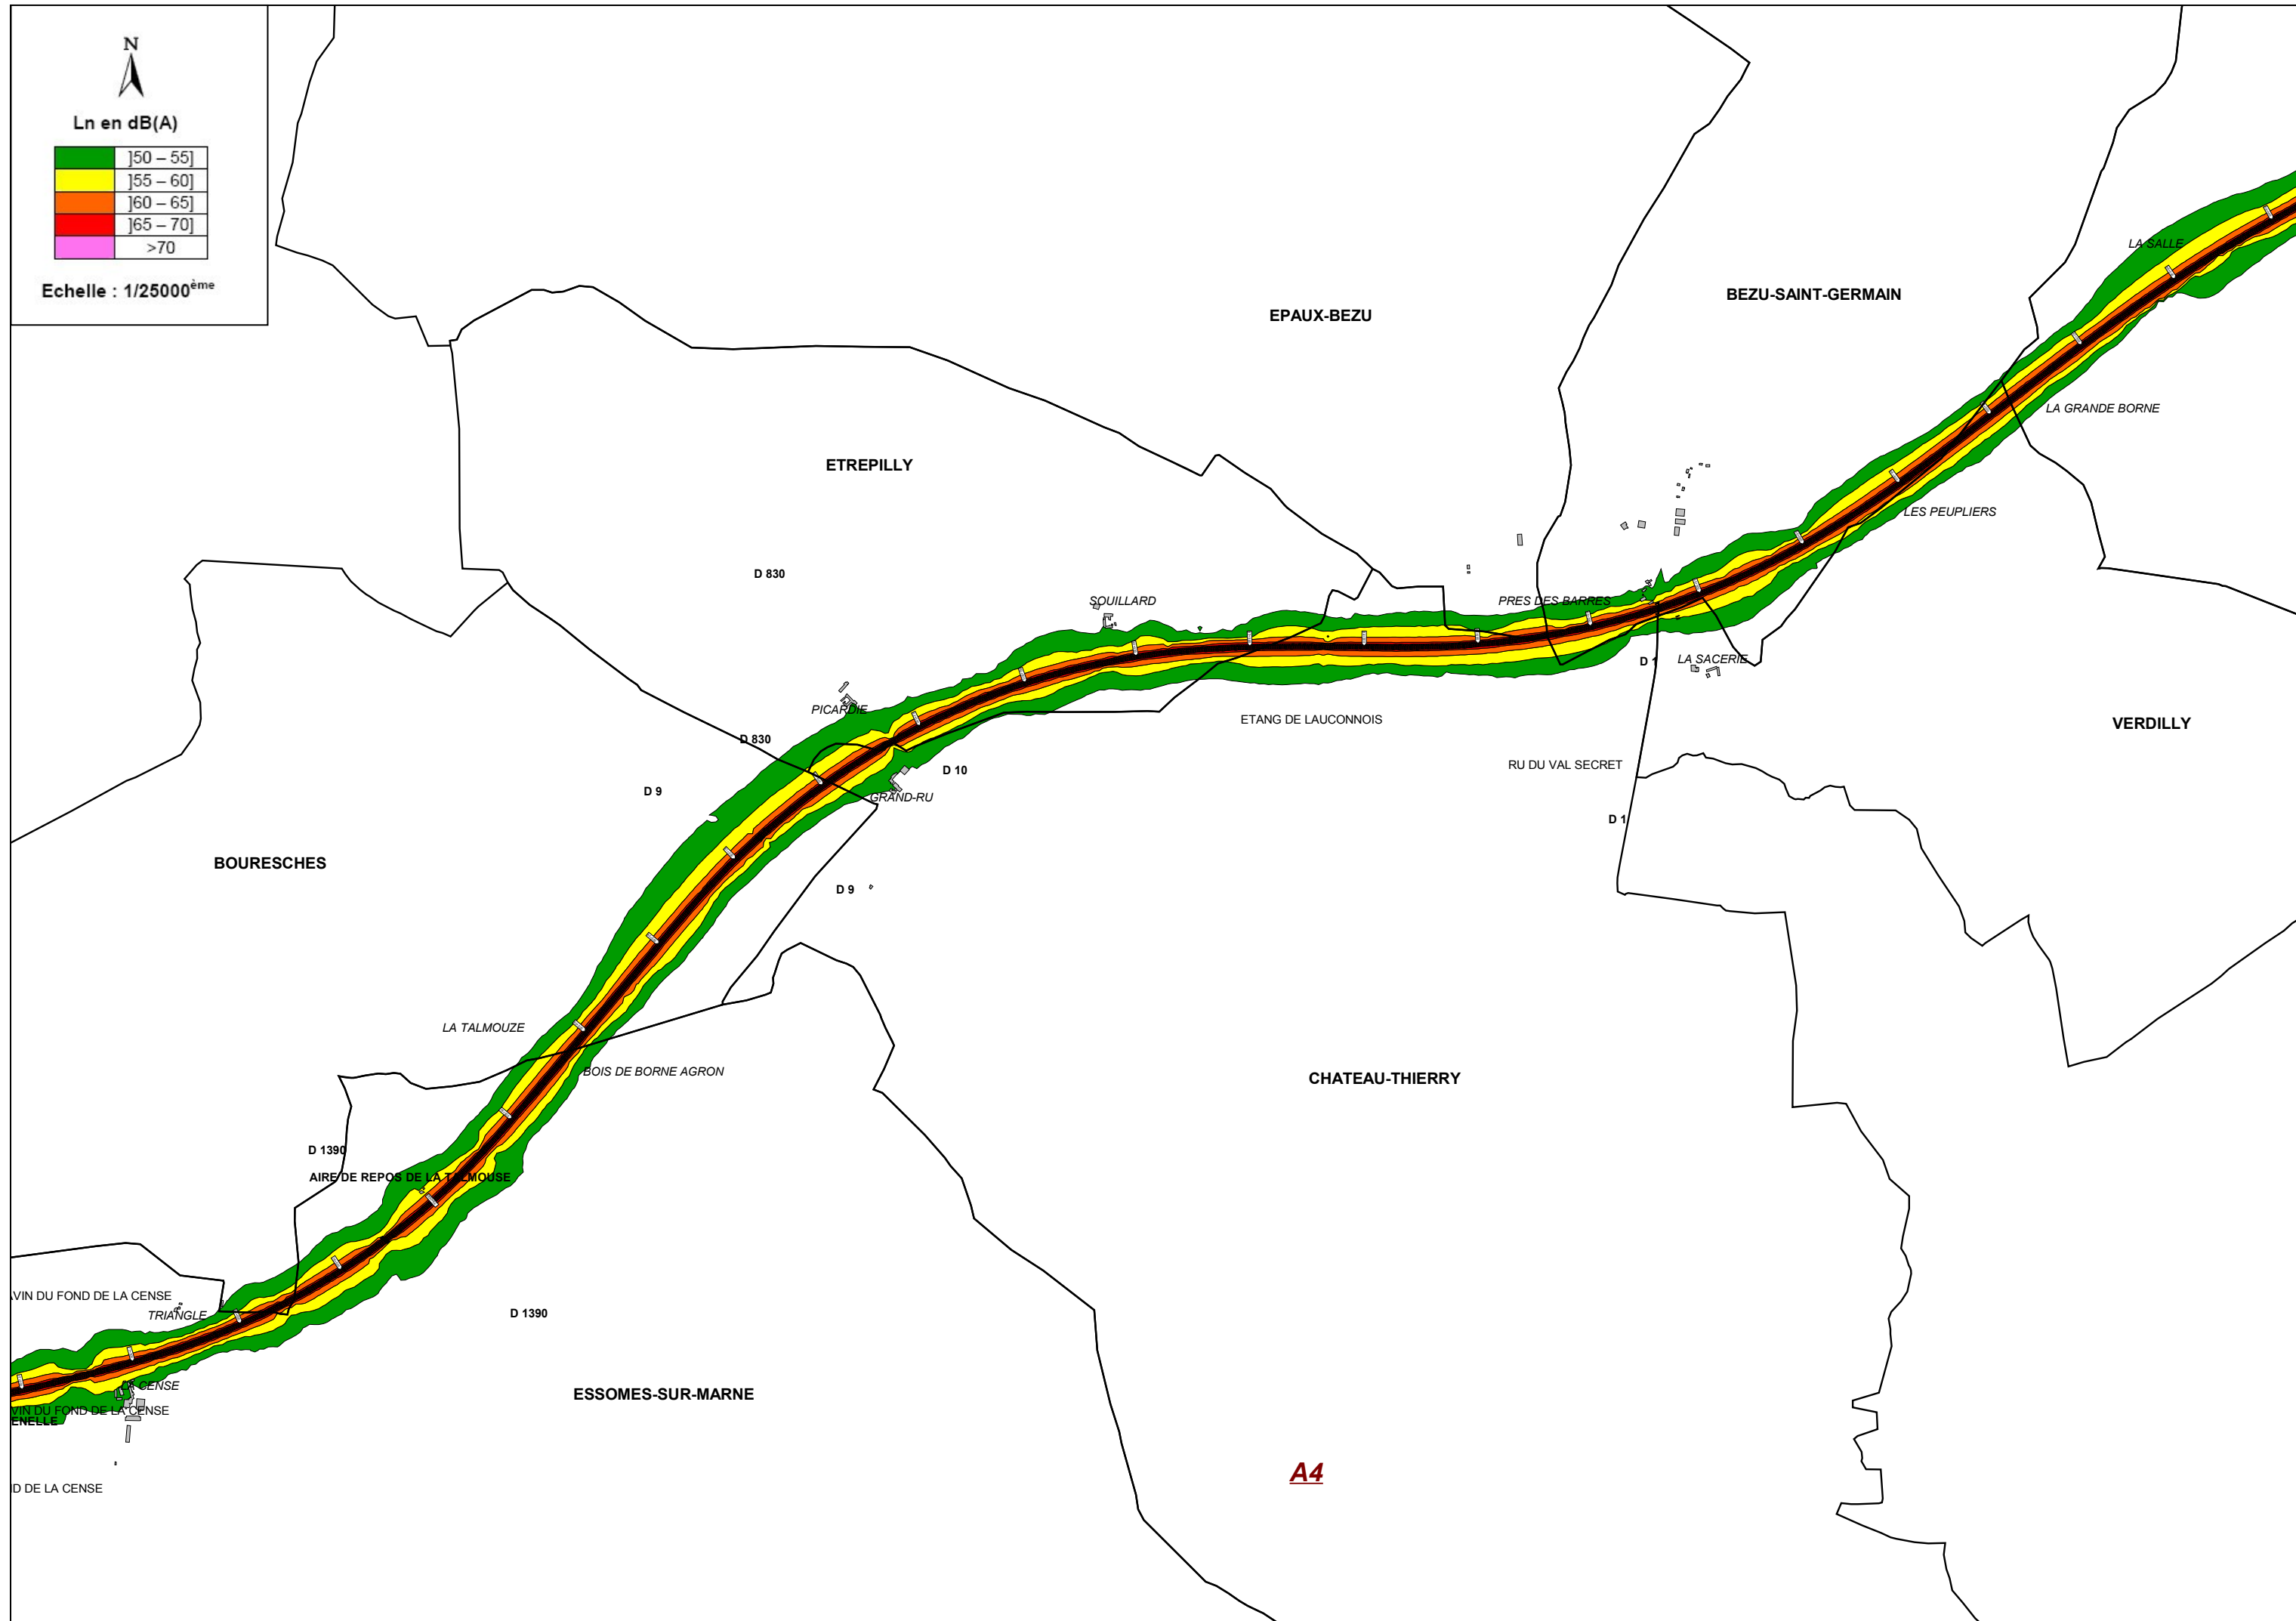 N
Ln en dB(A)
]50 – 55]
]55 – 60]
]60 – 65]
]65 – 70]
>70
Echelle : 1/25000ème
LA SALLE
BEZU-SAINT-GERMAIN
EPAUX-BEZU
LA GRANDE BORNE
ETREPILLY
LES PEUPLIERS
D 830
SOUILLARD
PRES DES BARRES
D 1
LA SACERIE
PICARDIE
ETANG DE LAUCONNOIS
VERDILLY
D 830
RU DU VAL SECRET
D 10
D 9
GRAND-RU
D 1
BOURESCHES
D 9
LA TALMOUZE
BOIS DE BORNE AGRON
CHATEAU-THIERRY
D 1390
AIRE DE REPOS DE LA TALMOUSE
VIN DU FOND DE LA CENSE
TRIANGLE
D 1390
LA CENSE
ESSOMES-SUR-MARNE
VIN DU FOND DE LA CENSE
ENELLE
A4
D DE LA CENSE